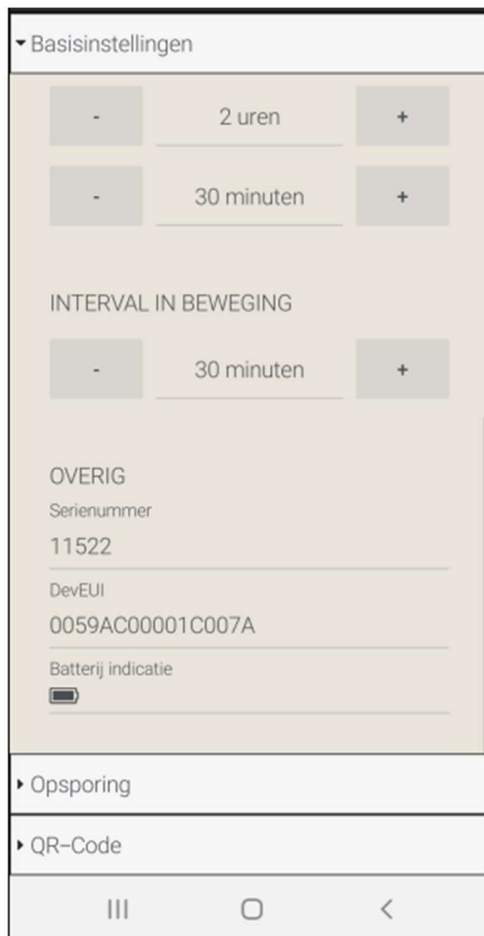 Basisinstellingen
- 2 uren +
- 30 minuten +
INTERVAL IN BEWEGING
- 30 minuten +
OVERIG
Serienummer
11522
DevEUI
0059AC00001C007A
Batterij indicatie
Opsporing
QR-Code